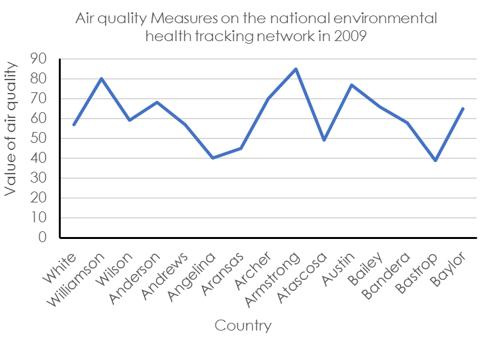 Air quality Measures on the national environmental
health tracking network in 2009
Value of air quality
90
80
70
60
50
40
30
20
10
0
White
Williamson
Wilson
Anderson
Andrews
Angelina
Aransas
Archer
Armstrong
Atascosa
Austin
Bailey
Bandera
Bastrop
Baylor
Country